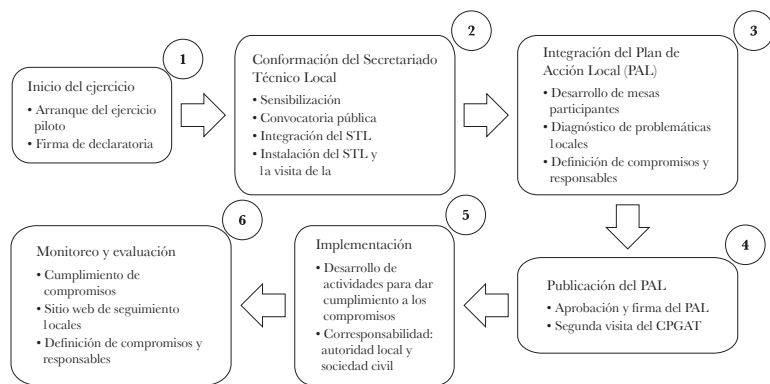 1
Inicio del ejercicio
• Arranque del ejercicio
piloto
• Firma de declaratoria
2
Conformación del Secretariado
Técnico Local
• Sensibilización
• Convocatoria pública
• Integración del STL
• Instalación del STL y
la visita de la
3
Integración del Plan de
Acción Local (PAL)
• Desarrollo de mesas
participantes
• Diagnóstico de problemáticas
locales
• Definición de compromisos y
responsables
4
Publicación del PAL
• Aprobación y firma del PAL
• Segunda visita del CPGAT
5
Implementación
• Desarrollo de
actividades para dar
cumplimiento a los
compromisos
• Corresponsabilidad:
autoridad local y
sociedad civil
6
Monitoreo y evaluación
• Cumplimiento de
compromisos
• Sitio web de seguimiento
locales
• Definición de compromisos y
responsables